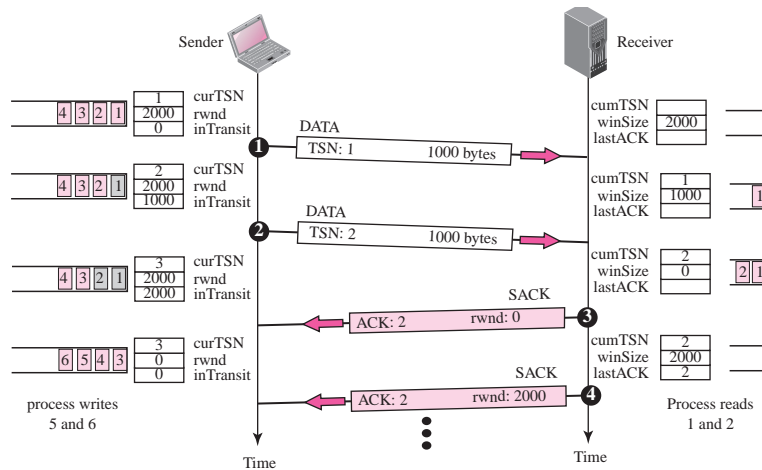 Sender
Receiver
4 3 2 1
1 curTSN
2000 rwnd
0 inTransit
cumTSN
winSize 2000
lastACK
1
DATA
TSN: 1 1000 bytes
4 3 2 1
2 curTSN
2000 rwnd
1000 inTransit
cumTSN 1
winSize 1000
lastACK
1
2
DATA
TSN: 2 1000 bytes
4 3 2 1
3 curTSN
2000 rwnd
2000 inTransit
cumTSN 2
winSize 0
lastACK
2 1
SACK
ACK: 2 rwnd: 0
3
6 5 4 3
3 curTSN
0 rwnd
0 inTransit
cumTSN 2
winSize 2000
lastACK 2
SACK
ACK: 2 rwnd: 2000
4
process writes
5 and 6
Process reads
1 and 2
Time
Time